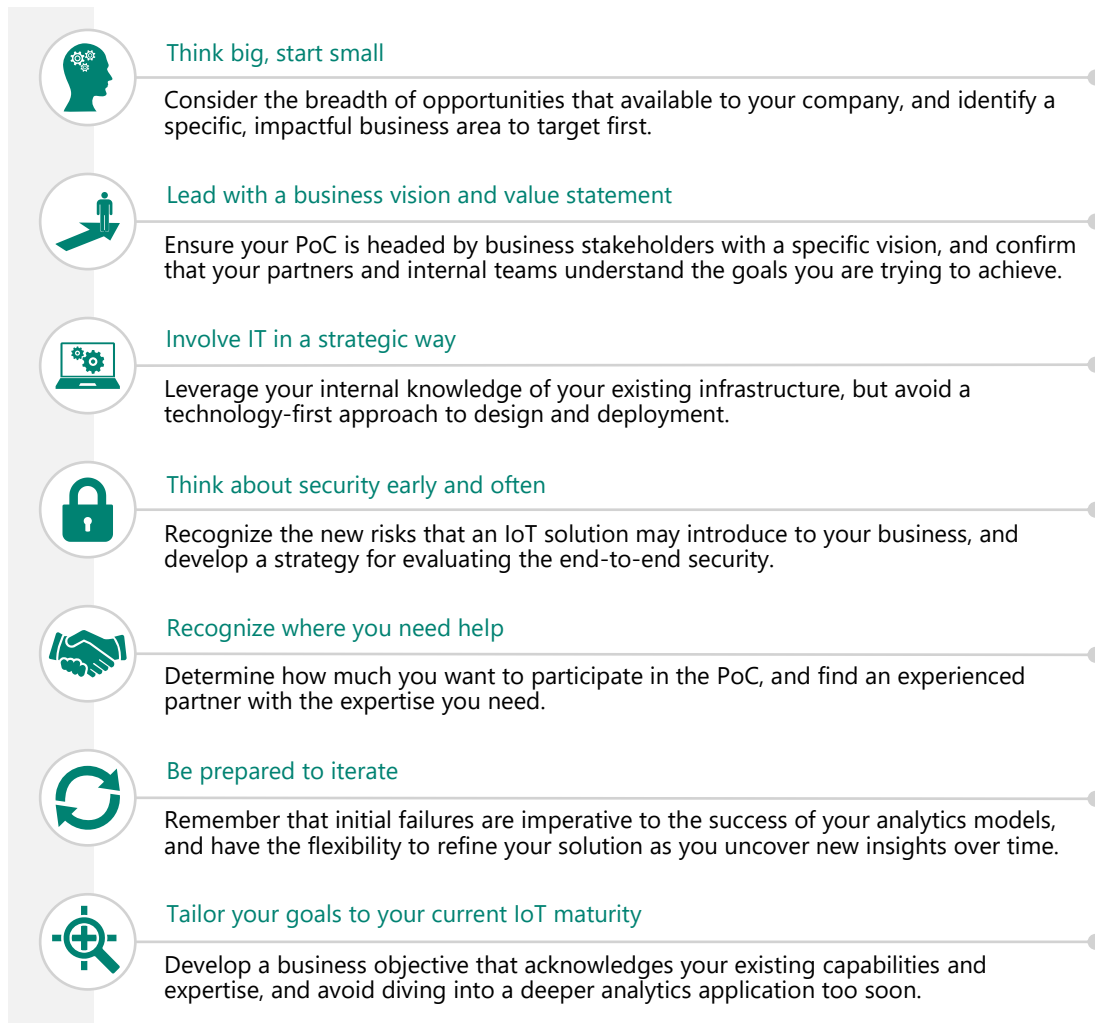 Think big, start small
Consider the breadth of opportunities that available to your company, and identify a
specific, impactful business area to target first.
Lead with a business vision and value statement
Ensure your PoC is headed by business stakeholders with a specific vision, and confirm
that your partners and internal teams understand the goals you are trying to achieve.
Involve IT in a strategic way
Leverage your internal knowledge of your existing infrastructure, but avoid a
technology-first approach to design and deployment.
Think about security early and often
Recognize the new risks that an IoT solution may introduce to your business, and
develop a strategy for evaluating the end-to-end security.
Recognize where you need help
Determine how much you want to participate in the PoC, and find an experienced
partner with the expertise you need.
Be prepared to iterate
Remember that initial failures are imperative to the success of your analytics models,
and have the flexibility to refine your solution as you uncover new insights over time.
Tailor your goals to your current IoT maturity
Develop a business objective that acknowledges your existing capabilities and
expertise, and avoid diving into a deeper analytics application too soon.